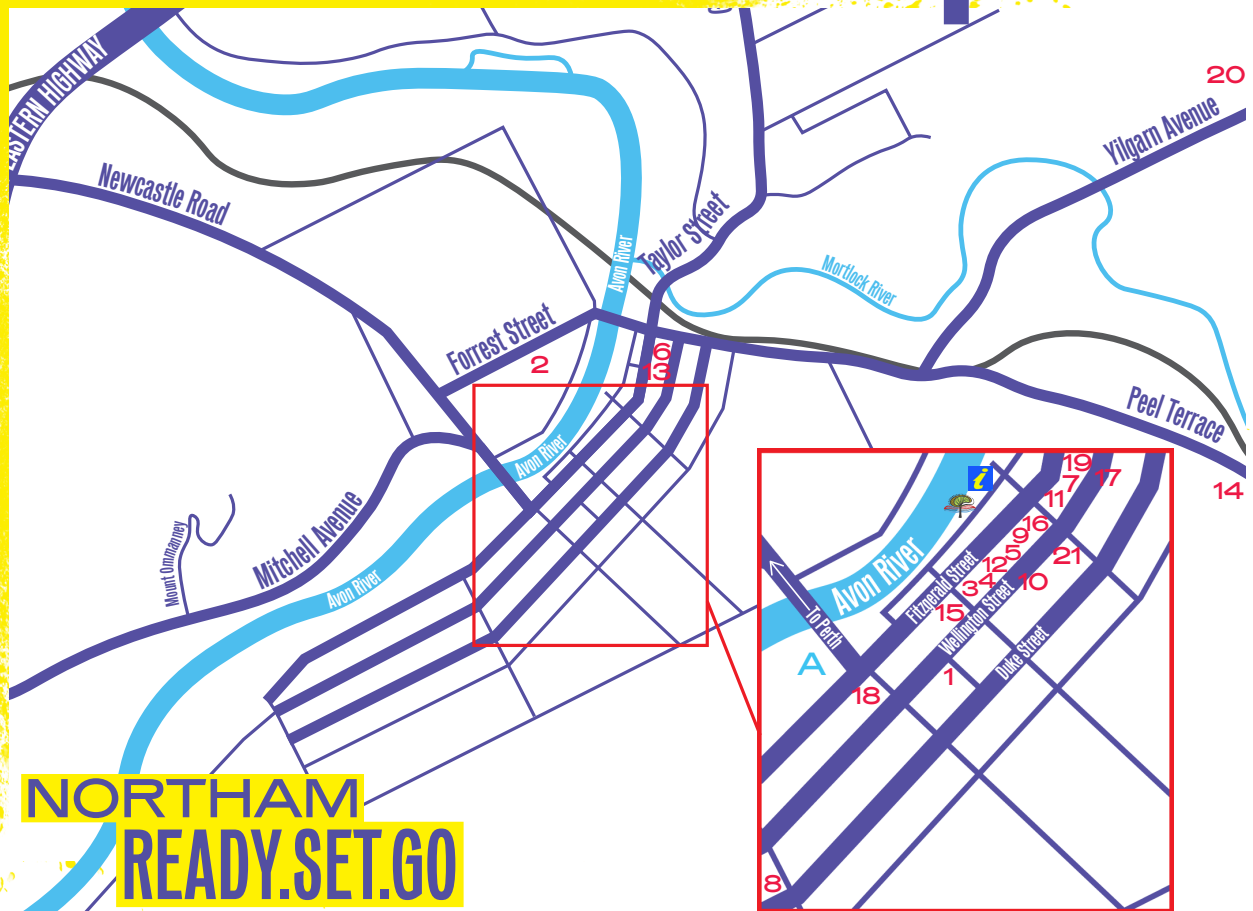 EASTERN HIGHWAY
20
Yilgarn Avenue
Newcastle Road
Taylor Street
Avon River
Mortlock River
Forrest Street
2
6
13
Peel Terrace
14
Avon River
Mitchell Avenue
Mount Ommanney
Avon River
i
19
7
17
11
16
9
5
21
12
4
10
3
15
Avon River
Fitzgerald Street
Wellington Street
Duke Street
To Perth
A
18
1
8
NORTHAM
READY.SET.GO